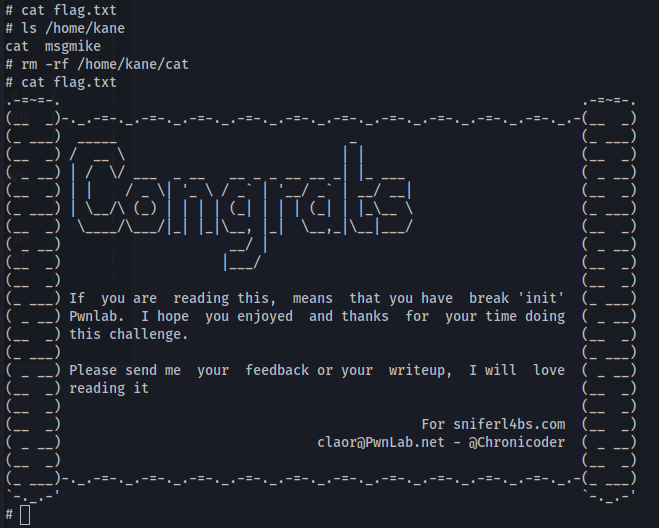 # cat flag.txt
# ls /home/kane
cat  msgmike
# rm -rf /home/kane/cat
# cat flag.txt
Congrats
If you are reading this, means that you have break 'init'
Pwnlab. I hope you enjoyed and thanks for your time doing
this challenge.
Please send me your feedback or your writeup, I will love
reading it
For sniferl4bs.com
claor@PwnLab.net - @Chronicoder
#